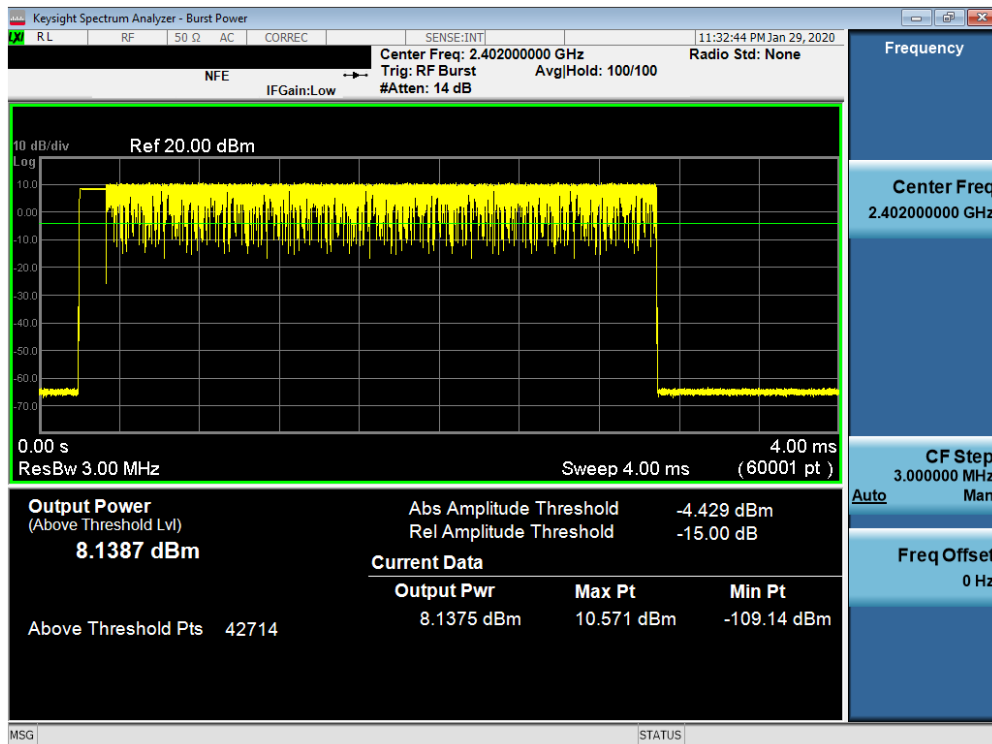 Keysight Spectrum Analyzer - Burst Power
LXI RL RF 50 Ω AC CORREC SENSE:INT 11:32:44 PM Jan 29, 2020
Center Freq: 2.402000000 GHz Radio Std: None
NFE Trig: RF Burst Avg|Hold: 100/100
IFGain:Low #Atten: 14 dB
Frequency
10 dB/div Ref 20.00 dBm
Log
10.0
0.00
-10.0
-20.0
-30.0
-40.0
-50.0
-60.0
-70.0
0.00 s 4.00 ms
ResBw 3.00 MHz Sweep 4.00 ms (60001 pt)
Center Freq
2.402000000 GHz
CF Step
3.000000 MHz
Auto Man
Freq Offset
0 Hz
Output Power
(Above Threshold Lvl)
8.1387 dBm
Above Threshold Pts 42714
Abs Amplitude Threshold -4.429 dBm
Rel Amplitude Threshold -15.00 dB
Current Data
Output Pwr Max Pt Min Pt
8.1375 dBm 10.571 dBm -109.14 dBm
MSG STATUS